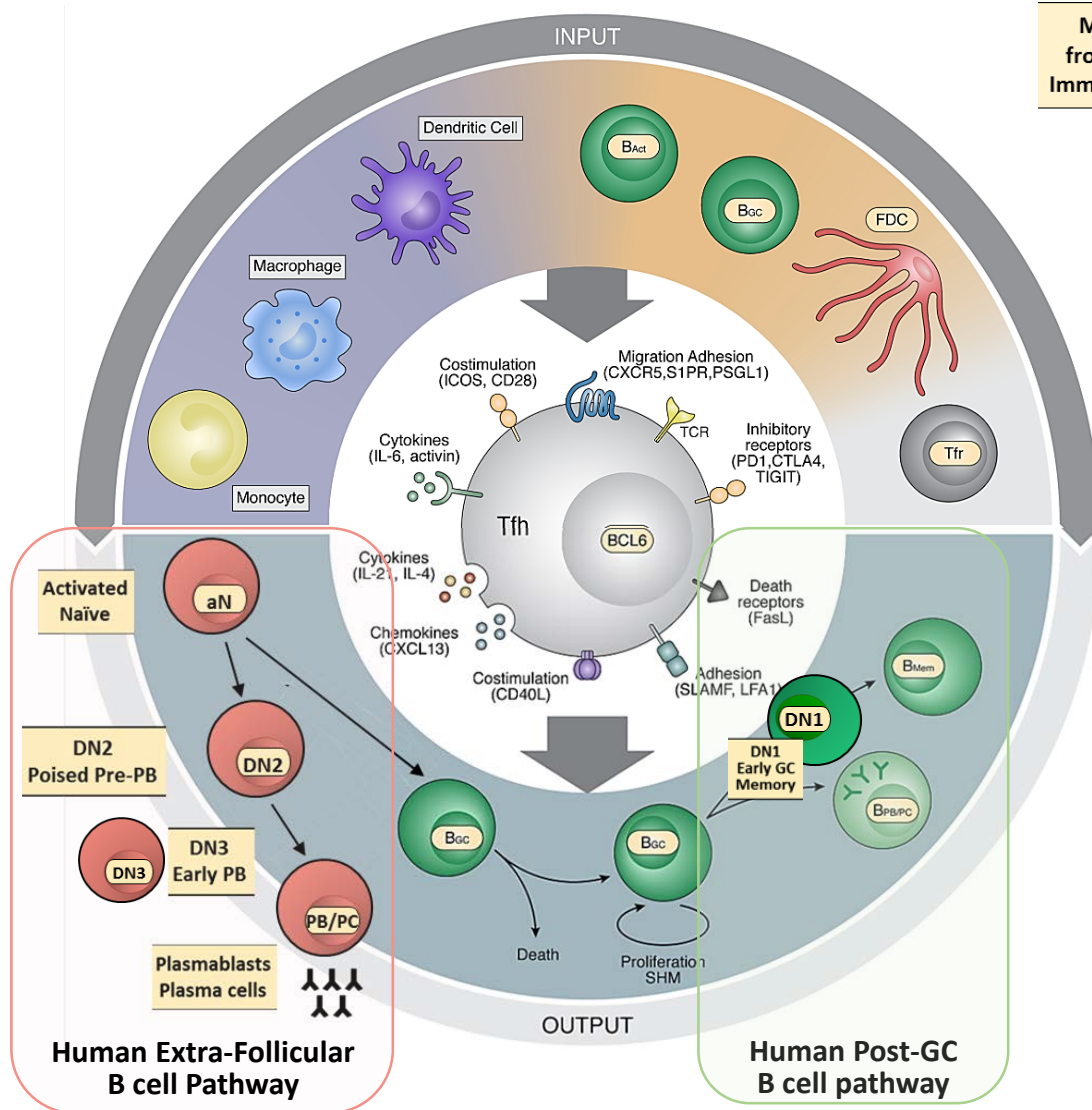 INPUT
M
fro
Imm
Dendritic Cell
BAct
BGC
FDC
Macrophage
Monocyte
Tfr
Costimulation
(ICOS, CD28)
Migration Adhesion
(CXCR5,S1PR,PSGL1)
TCR
Cytokines
(IL-6, activin)
Inhibitory
receptors
(PD1,CTLA4,
TIGIT)
Tfh
BCL6
Cytokines
(IL-21, IL-4)
Chemokines
(CXCL13)
Costimulation
(CD40L)
Death
receptors
(FasL)
Adhesion
(SLAMF, LFA1)
Activated
Naïve
aN
DN2
Poised Pre-PB
DN2
DN3
DN3
Early PB
PB/PC
Plasmablasts
Plasma cells
BGC
Death
BGC
Proliferation
SHM
DN1
DN1
Early GC
Memory
BMem
BPB/PC
OUTPUT
Human Extra-Follicular
B cell Pathway
Human Post-GC
B cell pathway